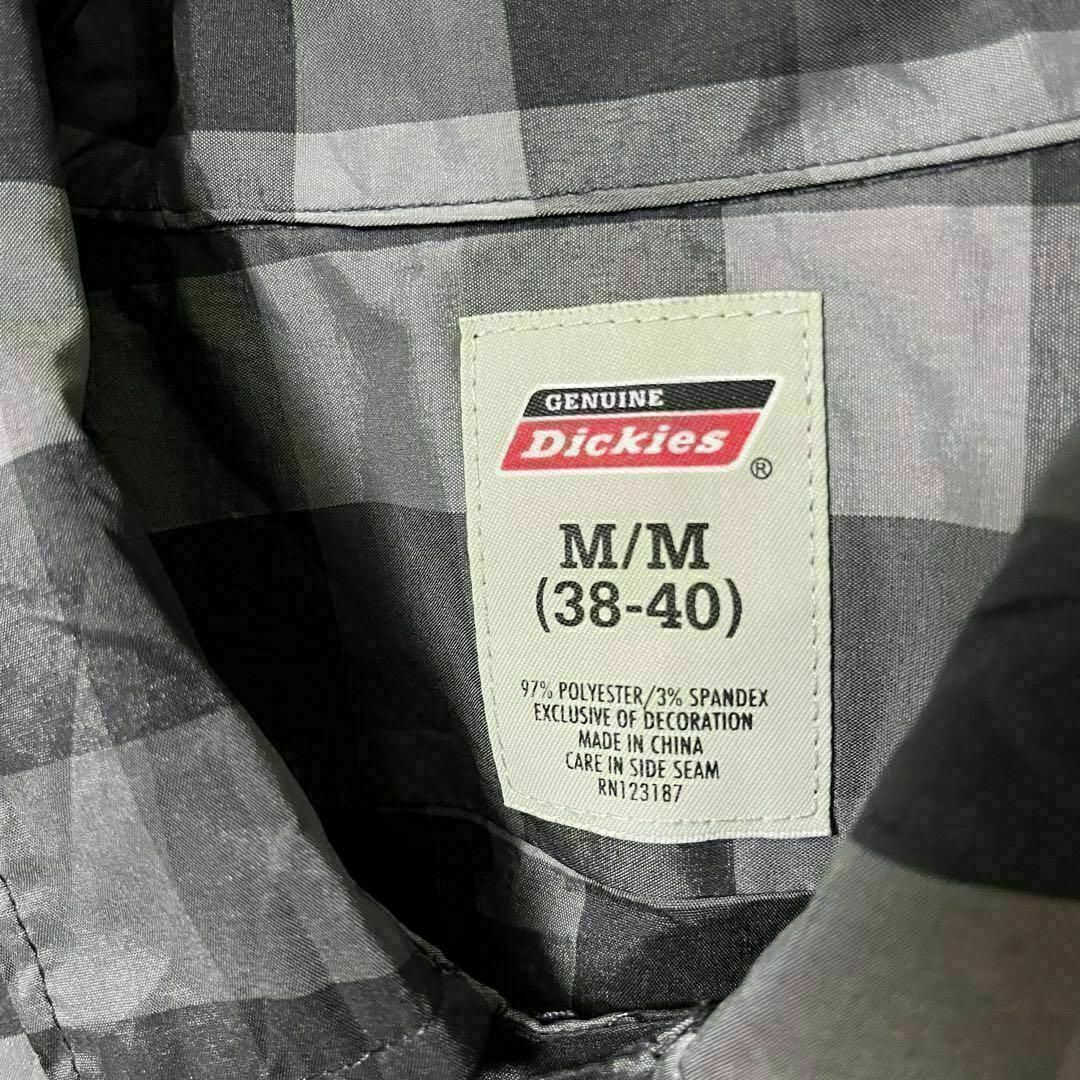 GENUINE
Dickies
®
M/M
(38-40)
97% POLYESTER/3% SPANDEX
EXCLUSIVE OF DECORATION
MADE IN CHINA
CARE IN SIDE SEAM
RN123187